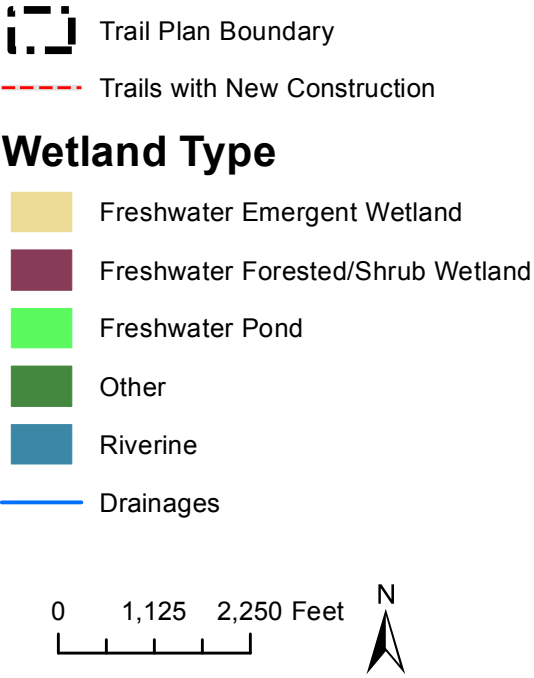 Trail Plan Boundary
Trails with New Construction
Wetland Type
Freshwater Emergent Wetland
Freshwater Forested/Shrub Wetland
Freshwater Pond
Other
Riverine
Drainages
N
0 1,125 2,250 Feet